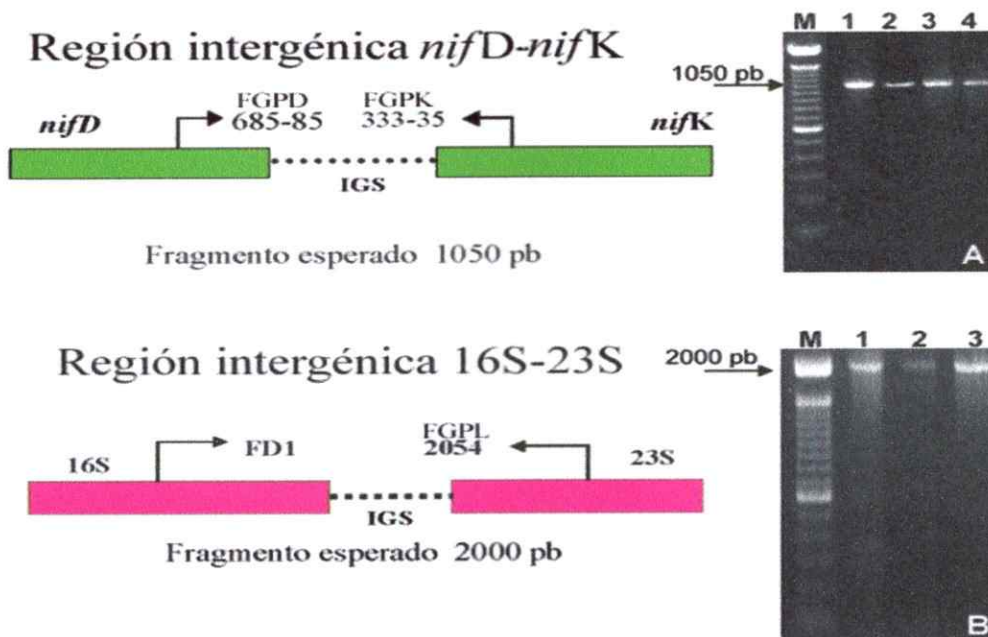 Región intergénica nifD-nifK
M 1 2 3 4
1050 pb
FGPD
685-85
FGPK
333-35
nifD
nifK
IGS
Fragmento esperado 1050 pb
A
Región intergénica 16S-23S
M 1 2 3
2000 pb
16S
FD1
FGPL
2054
23S
IGS
Fragmento esperado 2000 pb
B